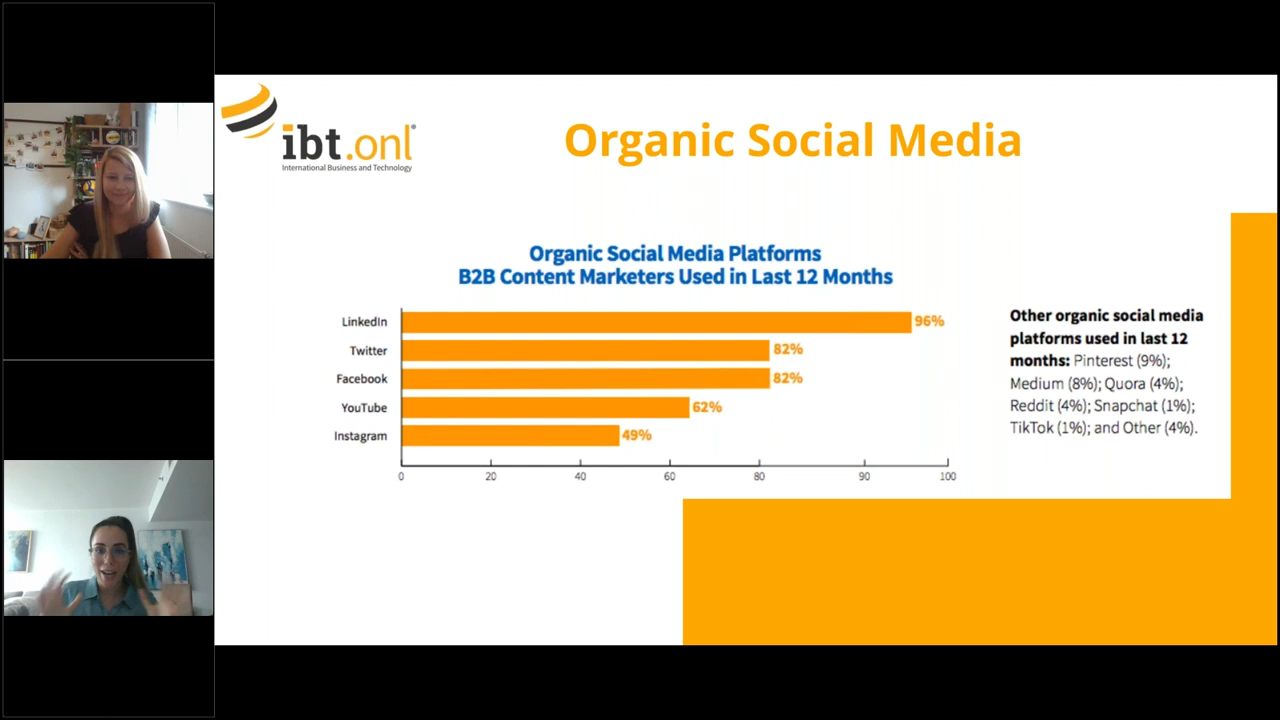 ibt.onl®
International Business and Technology
Organic Social Media
Organic Social Media Platforms
B2B Content Marketers Used in Last 12 Months
LinkedIn 96%
Twitter 82%
Facebook 82%
YouTube 62%
Instagram 49%
0 20 40 60 80 90 100
Other organic social media
platforms used in last 12
months: Pinterest (9%);
Medium (8%); Quora (4%);
Reddit (4%); Snapchat (1%);
TikTok (1%); and Other (4%).